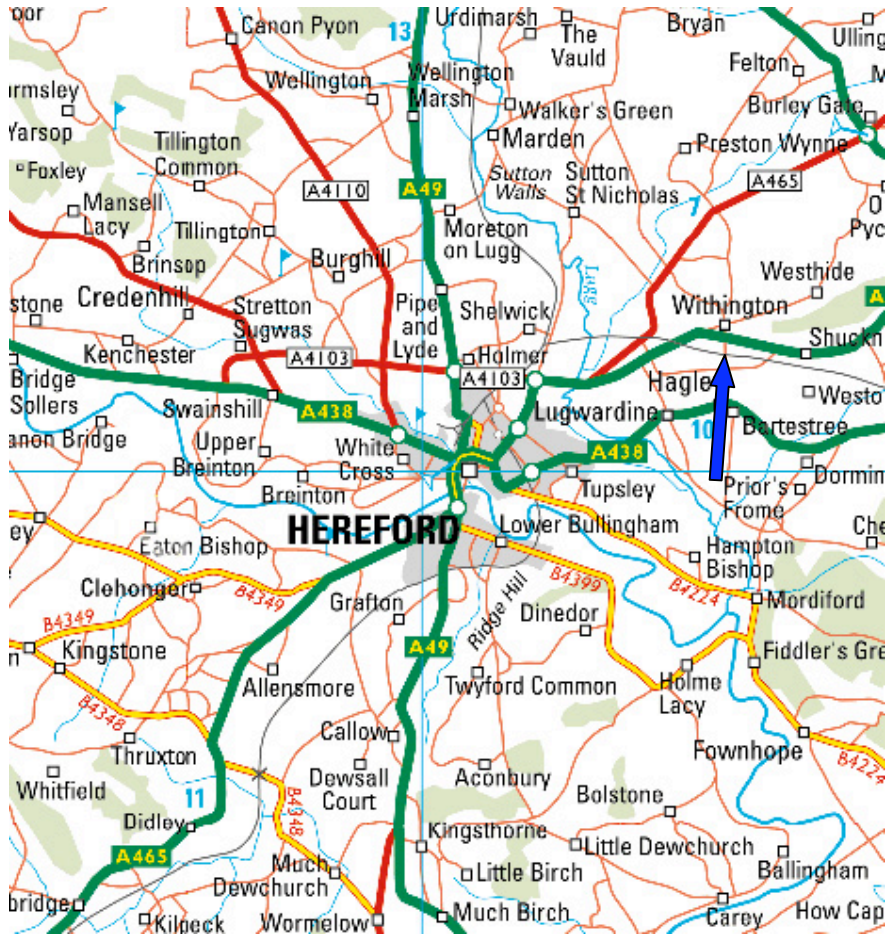 oor
Canon Pyon
13
Urdimarsh
The
Vauld
Bryan
Ulling
Felton
Wellington
Wellington
Marsh
Walker's Green
Burley Gate
rmsley
Yarsop
Tillington
Common
Marden
Preston Wynne
Foxley
Sutton
Walls
Sutton
St Nicholas
A465
A4110
A49
7
O
Pyc
Mansell
Lacy
Tillington
Moreton
on Lugg
Brinsop
Burghill
Lugg
Westhide
stone
Credenhill
Stretton
Sugwas
Pipe
and
Lyde
Shelwick
Withington
A
Kenchester
A4103
Holmer
A4103
Shuckn
Bridge
Sollers
Swainshill
A438
Hagle
Westo
Lugwardine
anon Bridge
Upper
Breinton
White
Cross
A438
10
Bartestree
Breinton
Tupsley
Prior's
Frome
Dormin
ey
HEREFORD
Lower Bullingham
Che
Eaton Bishop
Hampton
Bishop
Clehonger
B4349
B4399
B4224
Mordiford
Grafton
Ridge Hill
Dinedor
B4349
n
Kingstone
A49
Fiddler's Gre
Allensmore
Twyford Common
Holme
Lacy
B4348
Thruxton
Callow
Fownhope
Whitfield
11
Dewsall
Court
Aconbury
B4224
Bolstone
Didley
B4348
Kingsthorne
A465
Much
Dewchurch
Little Dewchurch
Little Birch
Ballingham
bridge
Kilpeck
Wormelow
Much Birch
Carey
How Cap